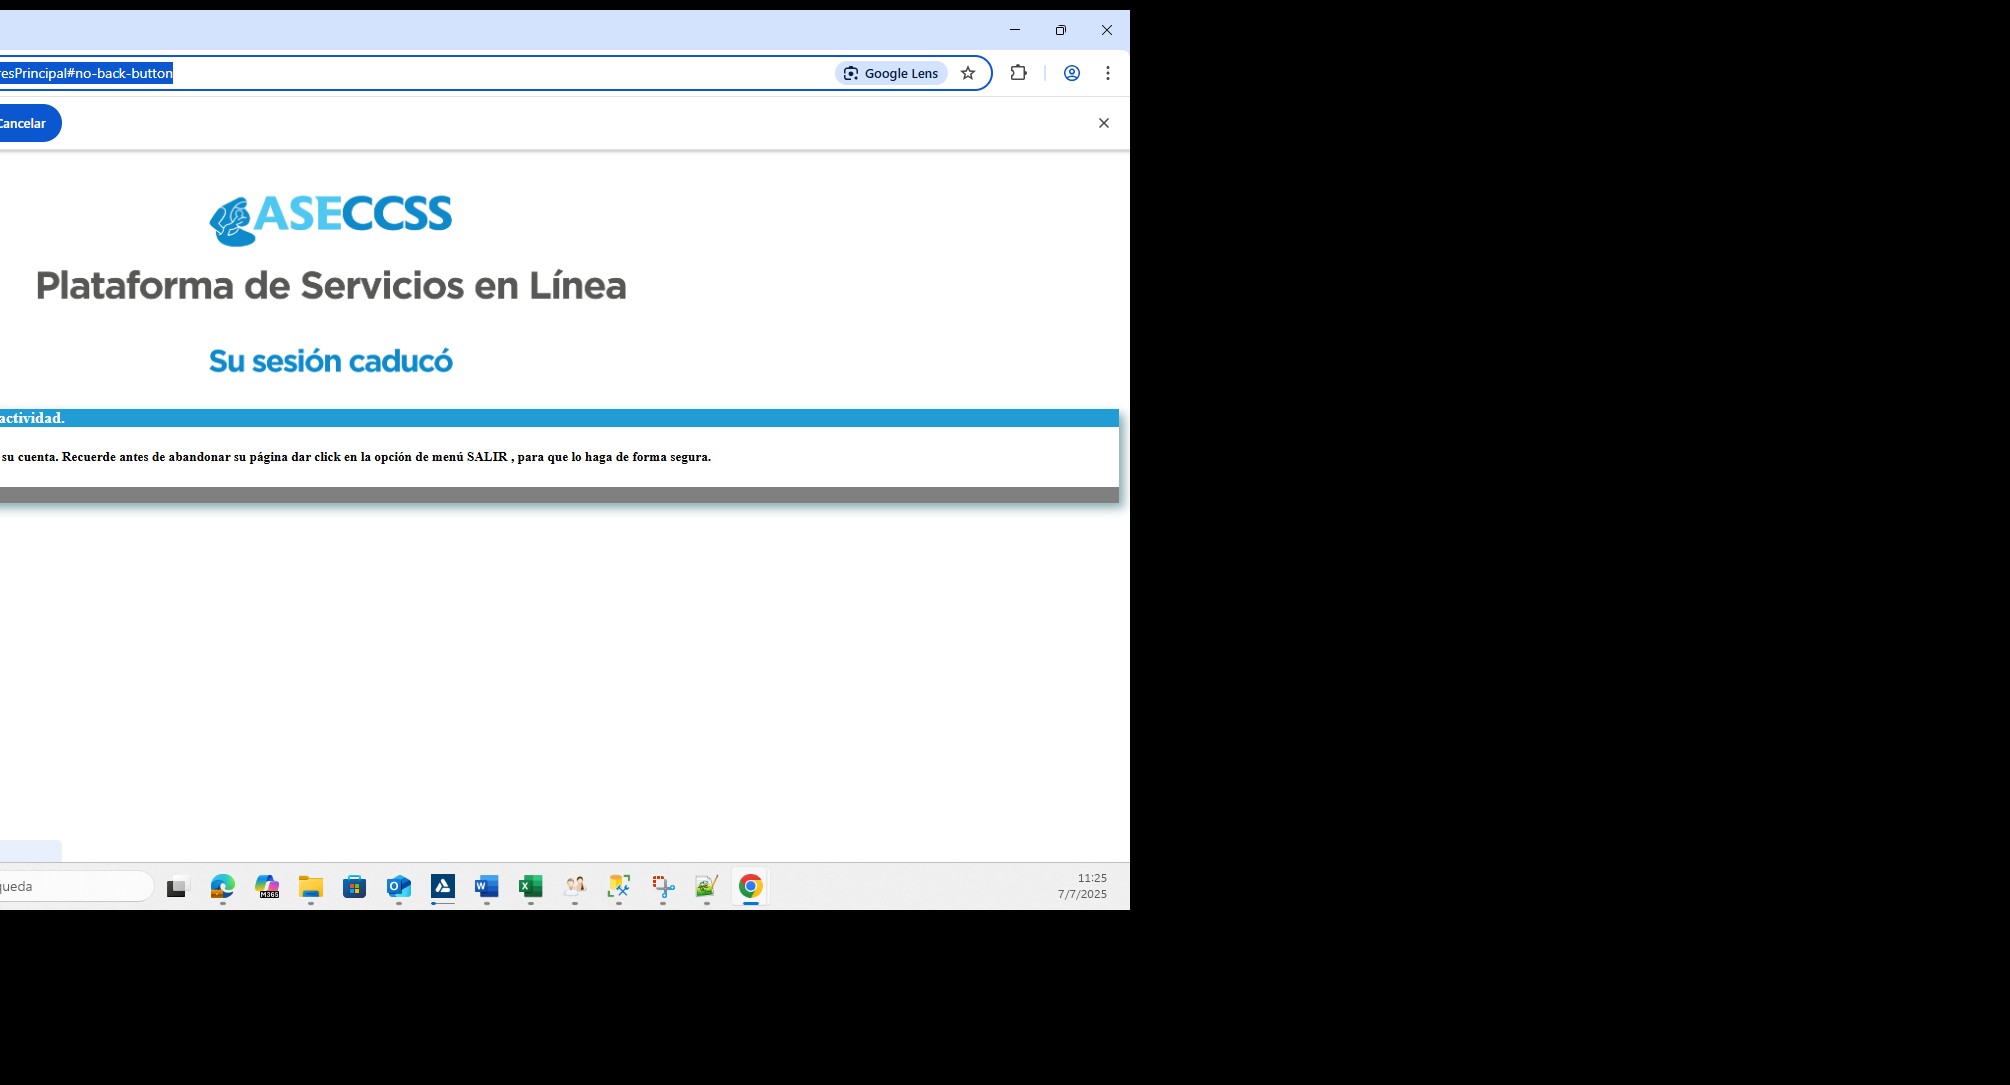 resPrincipal#no-back-button
Google Lens
Cancelar
ASECCSS
Plataforma de Servicios en Línea
Su sesión caducó
actividad.
su cuenta. Recuerde antes de abandonar su página dar click en la opción de menú SALIR , para que lo haga de forma segura.
queda
M365
11:25
7/7/2025